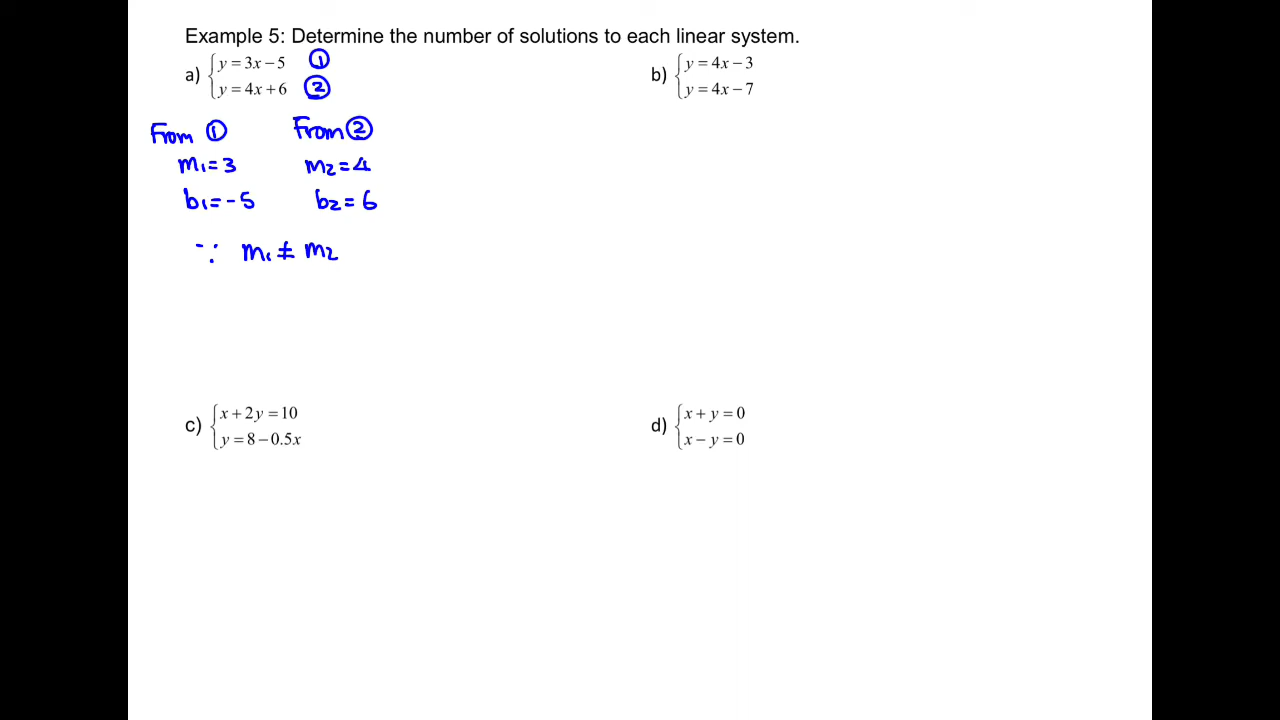 Example 5: Determine the number of solutions to each linear system.
a) { y = 3x − 5 ①
y = 4x + 6 ②
b) { y = 4x − 3
y = 4x − 7
From ① From ②
m₁ = 3 m₂ = 4
b₁ = -5 b₂ = 6
∵ m₁ ≠ m₂
c) { x + 2y = 10
y = 8 − 0.5x
d) { x + y = 0
x − y = 0